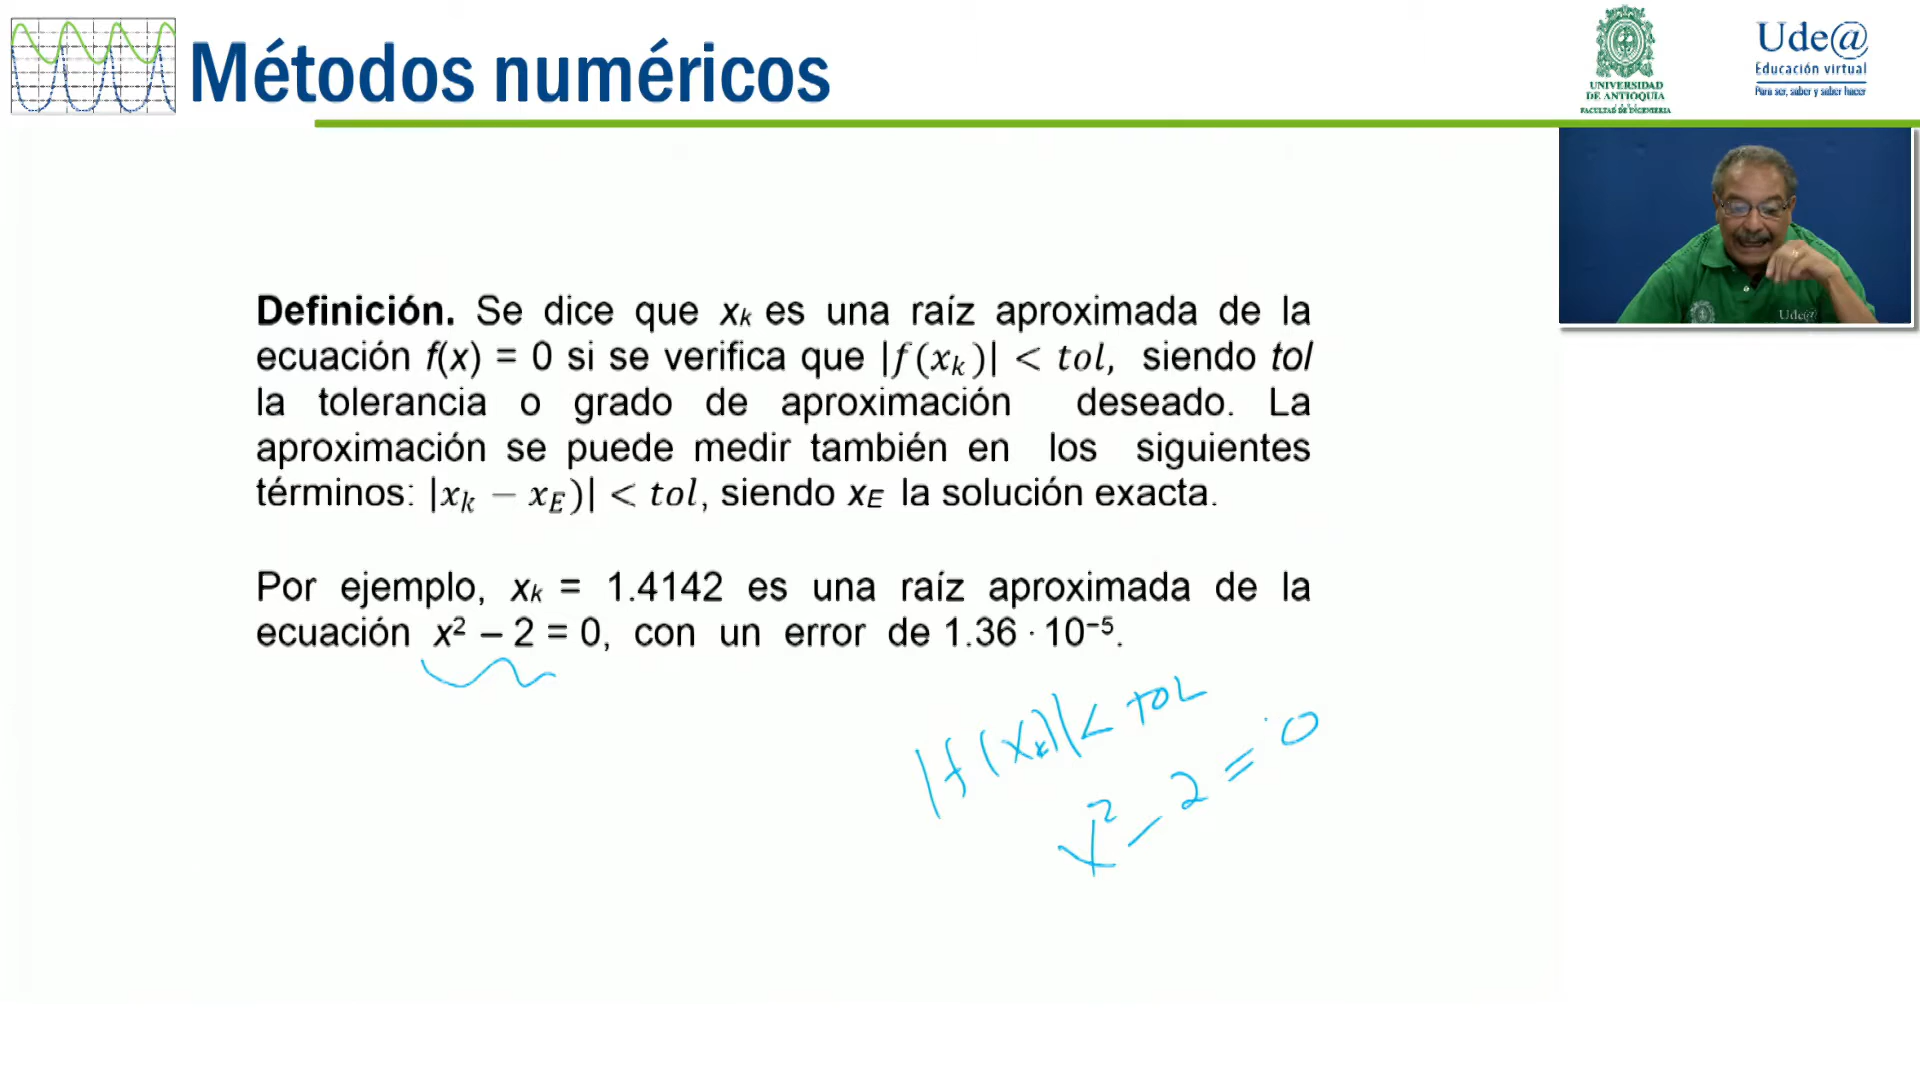 Métodos numéricos
UNIVERSIDAD
DE ANTIOQUIA
FACULTAD DE INGENIERIA
Ude@
Educación virtual
Para ser, saber y saber hacer
Ude@
Definición. Se dice que xₖ es una raíz aproximada de la
ecuación f(x) = 0 si se verifica que |f(xₖ)| < tol, siendo tol
la tolerancia o grado de aproximación deseado. La
aproximación se puede medir también en los siguientes
términos: |xₖ − x_E)| < tol, siendo x_E la solución exacta.
Por ejemplo, xₖ = 1.4142 es una raíz aproximada de la
ecuación x² – 2 = 0, con un error de 1.36 · 10⁻⁵.
|f(xₖ)| < tol
x² − 2 = 0